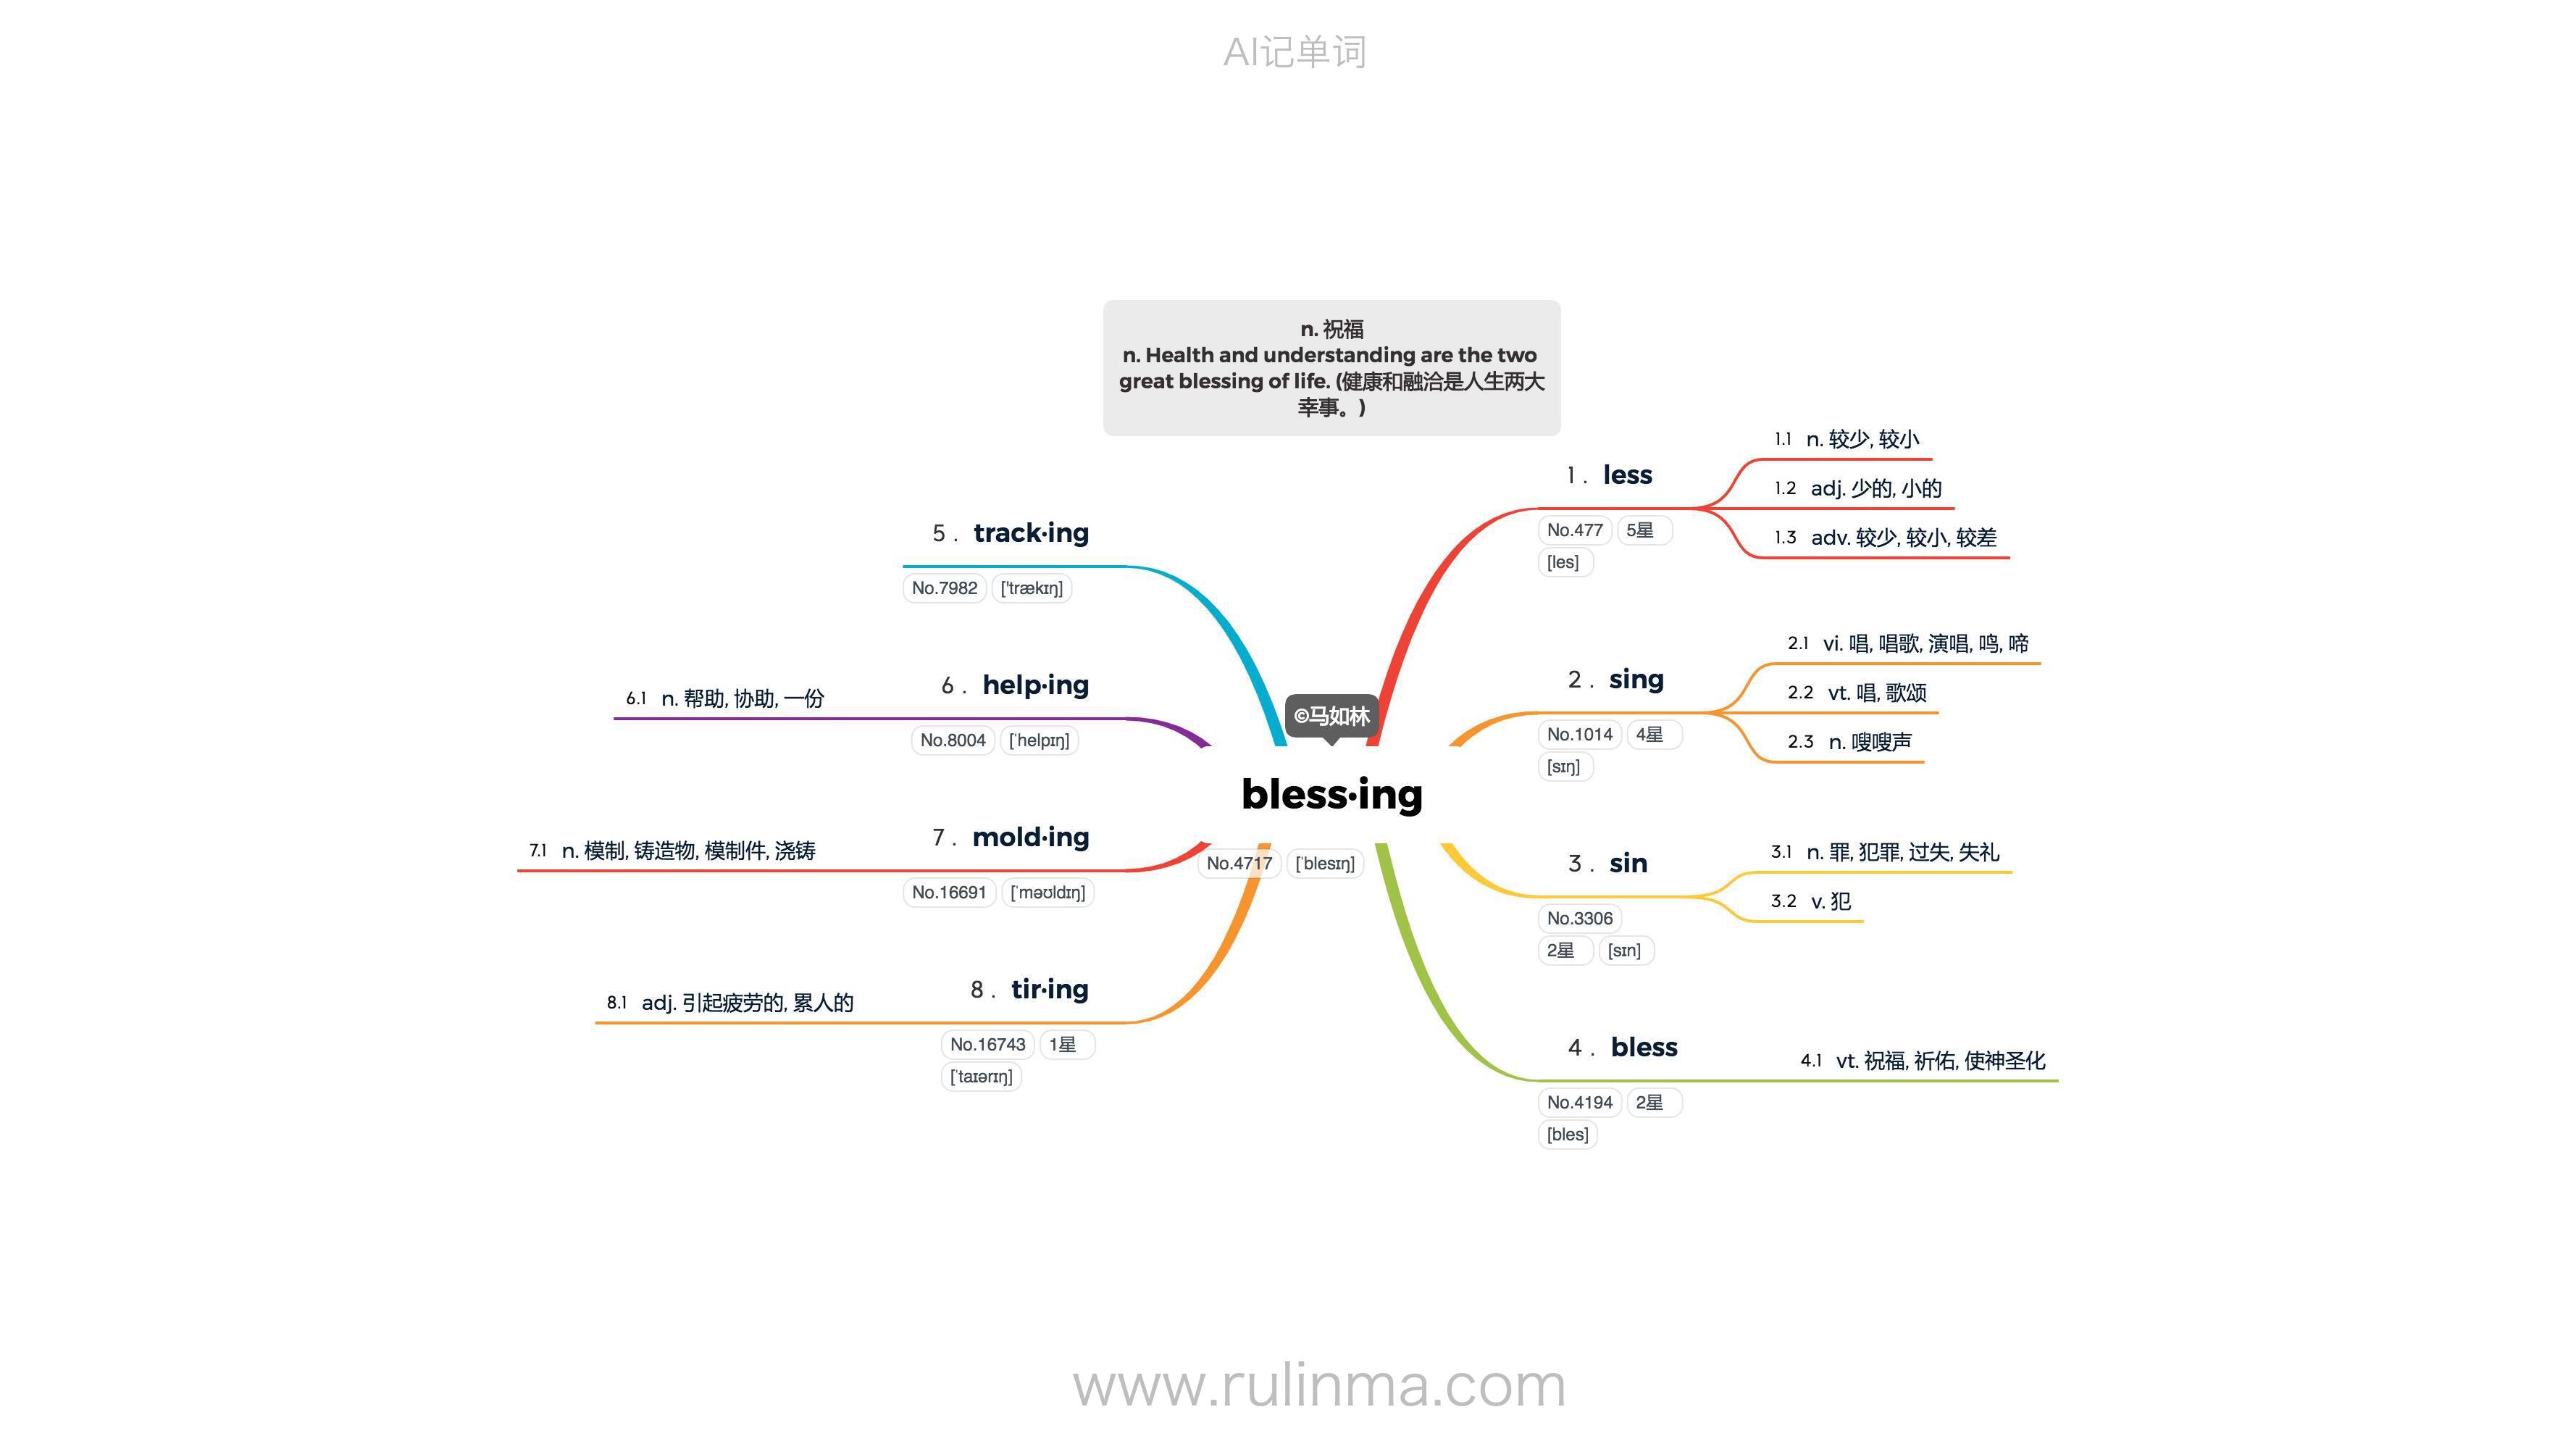 AI记单词
n. 祝福
n. Health and understanding are the two
great blessing of life. (健康和融洽是人生两大
幸事。)
©马如林
bless·ing
No.4717 [ˈblesɪŋ]
1 . less
No.477 5星
[les]
1.1 n. 较少, 较小
1.2 adj. 少的, 小的
1.3 adv. 较少, 较小, 较差
2 . sing
No.1014 4星
[sɪŋ]
2.1 vi. 唱, 唱歌, 演唱, 鸣, 啼
2.2 vt. 唱, 歌颂
2.3 n. 嗖嗖声
3 . sin
No.3306
2星 [sɪn]
3.1 n. 罪, 犯罪, 过失, 失礼
3.2 v. 犯
4 . bless
No.4194 2星
[bles]
4.1 vt. 祝福, 祈佑, 使神圣化
5 . track·ing
No.7982 ['trækɪŋ]
6 . help·ing
No.8004 [ˈhelpɪŋ]
6.1 n. 帮助, 协助, 一份
7 . mold·ing
No.16691 [ˈməʊldɪŋ]
7.1 n. 模制, 铸造物, 模制件, 浇铸
8 . tir·ing
No.16743 1星
[ˈtaɪərɪŋ]
8.1 adj. 引起疲劳的, 累人的
www.rulinma.com